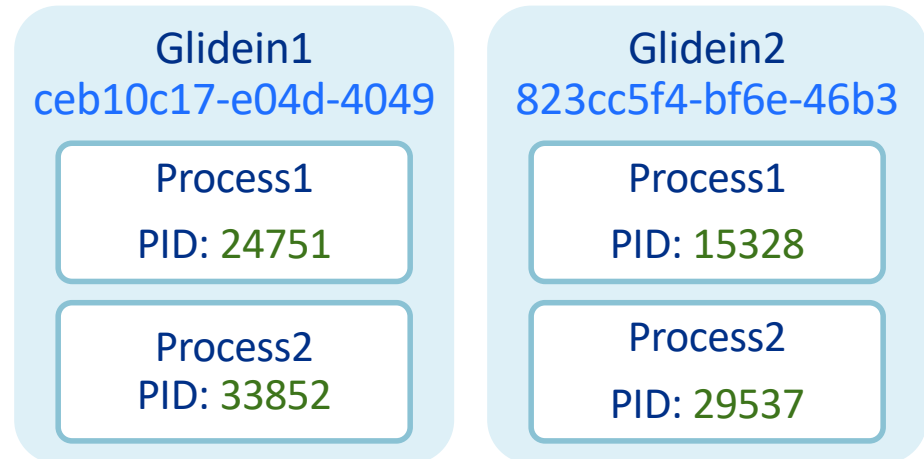 Glidein1
ceb10c17-e04d-4049
Process1
PID: 24751
Process2
PID: 33852
Glidein2
823cc5f4-bf6e-46b3
Process1
PID: 15328
Process2
PID: 29537